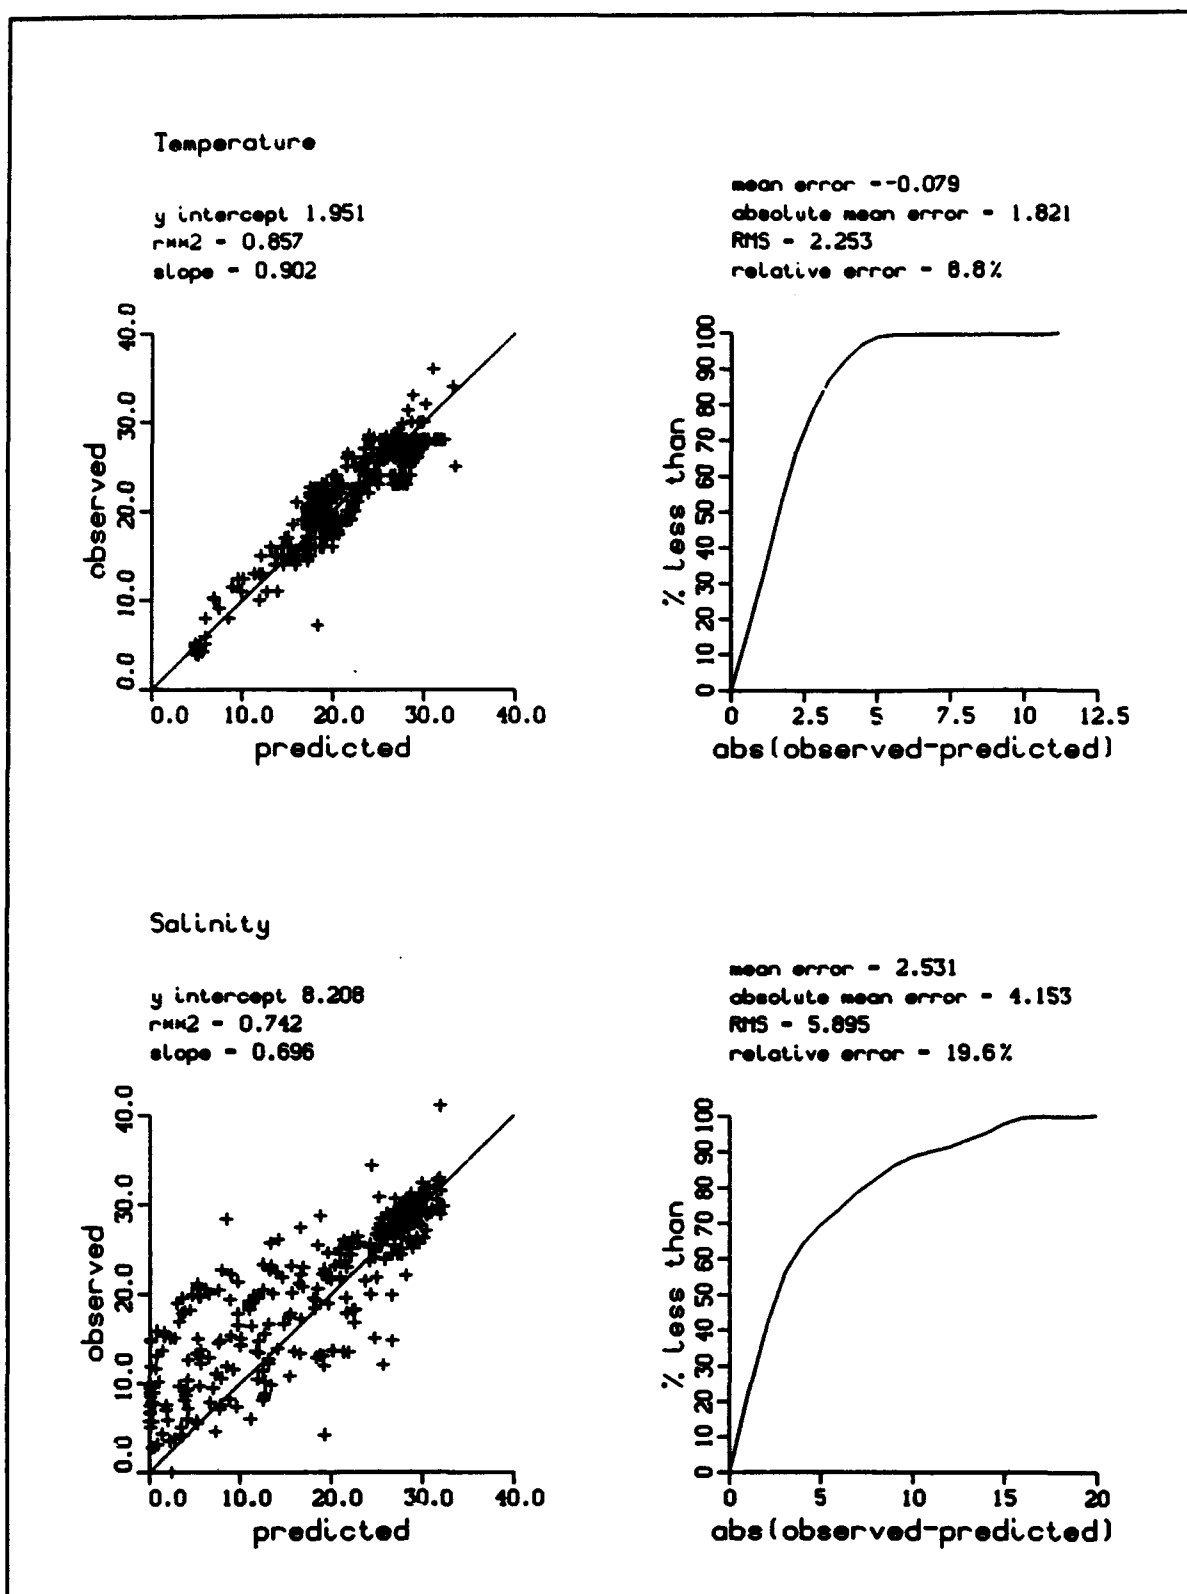 Temperature
y intercept 1.951
r**2 = 0.857
slope = 0.902
mean error =-0.079
absolute mean error = 1.821
RMS = 2.253
relative error = 8.8%
40.0
30.0
20.0
10.0
0.0
observed
0.0 10.0 20.0 30.0 40.0
predicted
100
90
80
70
60
50
40
30
20
10
0
% less than
0 2.5 5 7.5 10 12.5
abs(observed-predicted)
Salinity
y intercept 8.208
r**2 = 0.742
slope = 0.696
mean error = 2.531
absolute mean error = 4.153
RMS = 5.895
relative error = 19.6%
40.0
30.0
20.0
10.0
0.0
observed
0.0 10.0 20.0 30.0 40.0
predicted
100
90
80
70
60
50
40
30
20
10
0
% less than
0 5 10 15 20
abs(observed-predicted)